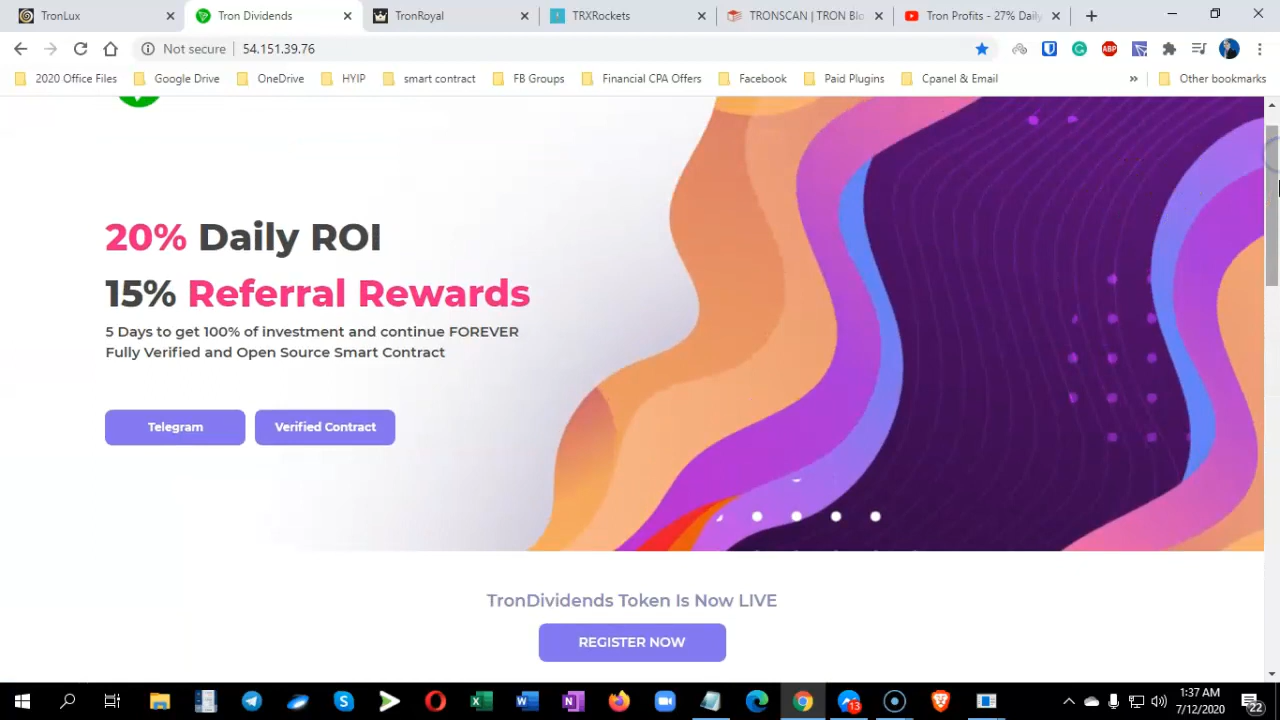 TronLux
Tron Dividends
TronRoyal
TRXRockets
TRONSCAN | TRON Blo
Tron Profits - 27% Daily
Not secure
54.151.39.76
ABP
2020 Office Files
Google Drive
OneDrive
HYIP
smart contract
FB Groups
Financial CPA Offers
Facebook
Paid Plugins
Cpanel & Email
»
Other bookmarks
20% Daily ROI
15% Referral Rewards
5 Days to get 100% of investment and continue FOREVER
Fully Verified and Open Source Smart Contract
Telegram
Verified Contract
TronDividends Token Is Now LIVE
REGISTER NOW
13
1:37 AM
7/12/2020
22